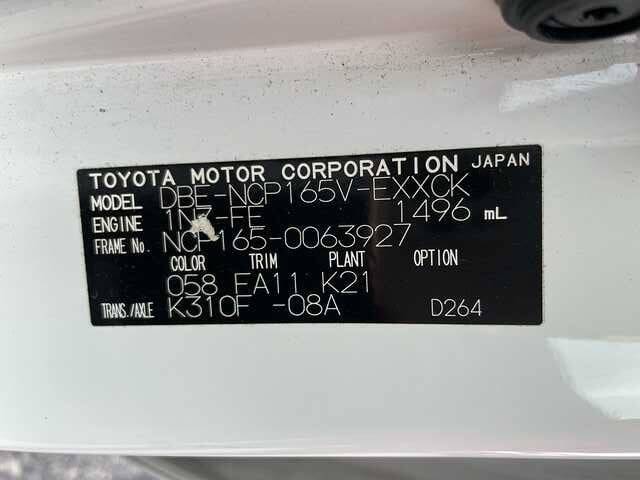 TOYOTA MOTOR CORPORATION JAPAN
MODEL DBE-NCP165V-EXXCK
ENGINE 1NZ-FE 1496 mL
FRAME No. NCP165-0063927
COLOR TRIM PLANT OPTION
058 EA11 K21
TRANS./AXLE K310F -08A D264